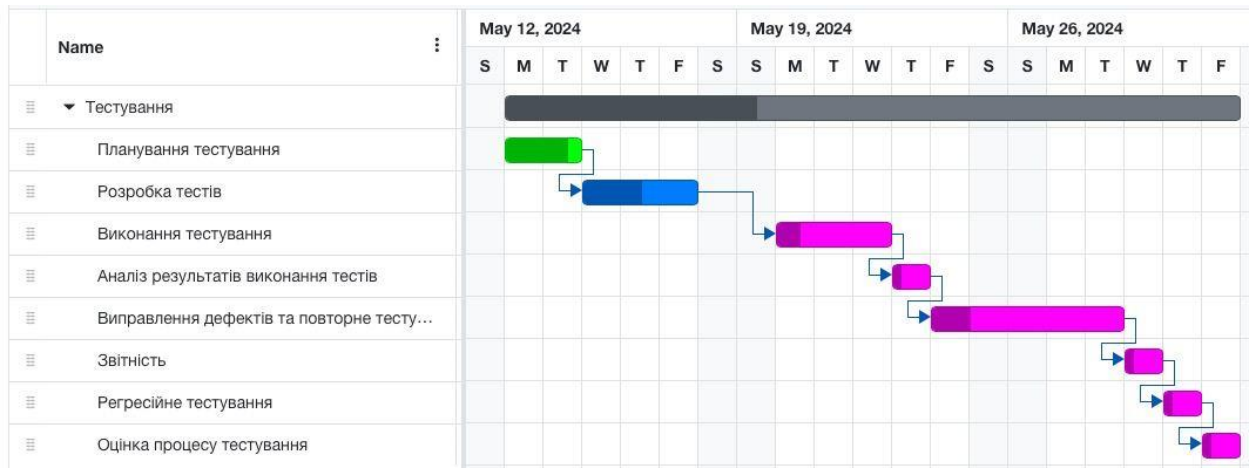 Name
May 12, 2024
May 19, 2024
May 26, 2024
S M T W T F S S M T W T F S S M T W T F
Тестування
Планування тестування
Розробка тестів
Виконання тестування
Аналіз результатів виконання тестів
Виправлення дефектів та повторне тесту...
Звітність
Регресійне тестування
Оцінка процесу тестування